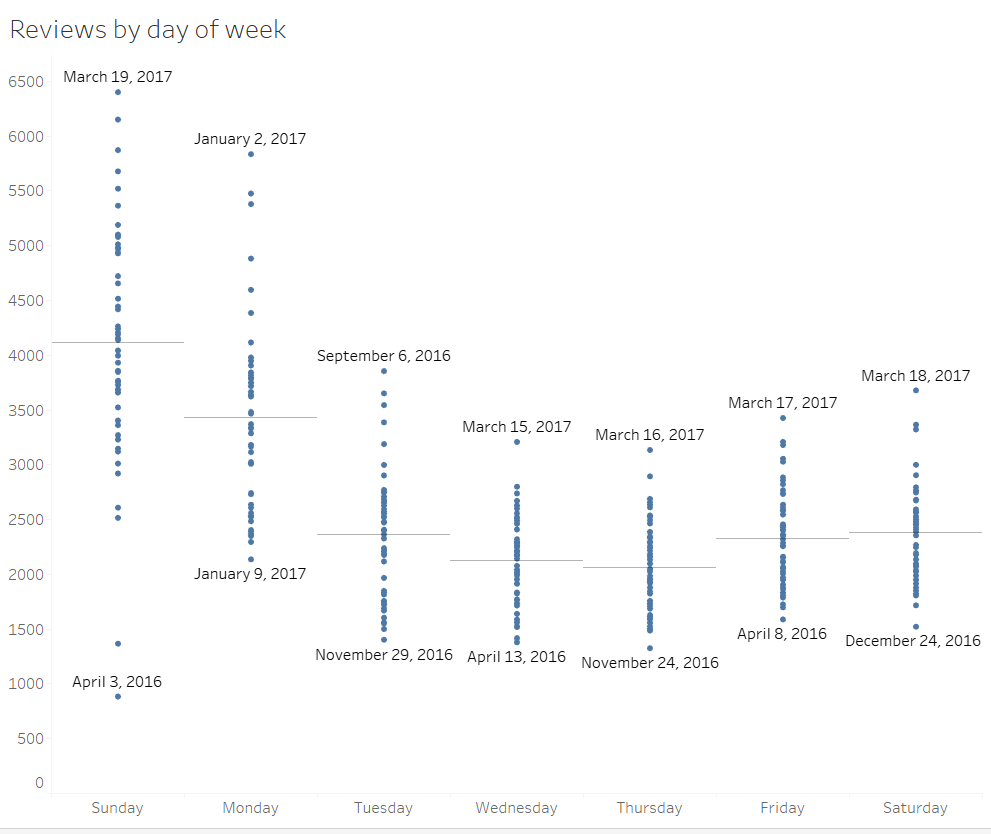 Reviews by day of week
6500
March 19, 2017
6000
January 2, 2017
5500
5000
4500
4000
September 6, 2016
March 18, 2017
3500
March 17, 2017
March 15, 2017
March 16, 2017
3000
2500
2000
January 9, 2017
1500
April 8, 2016
December 24, 2016
November 29, 2016
April 13, 2016
November 24, 2016
1000
April 3, 2016
500
0
Sunday Monday Tuesday Wednesday Thursday Friday Saturday